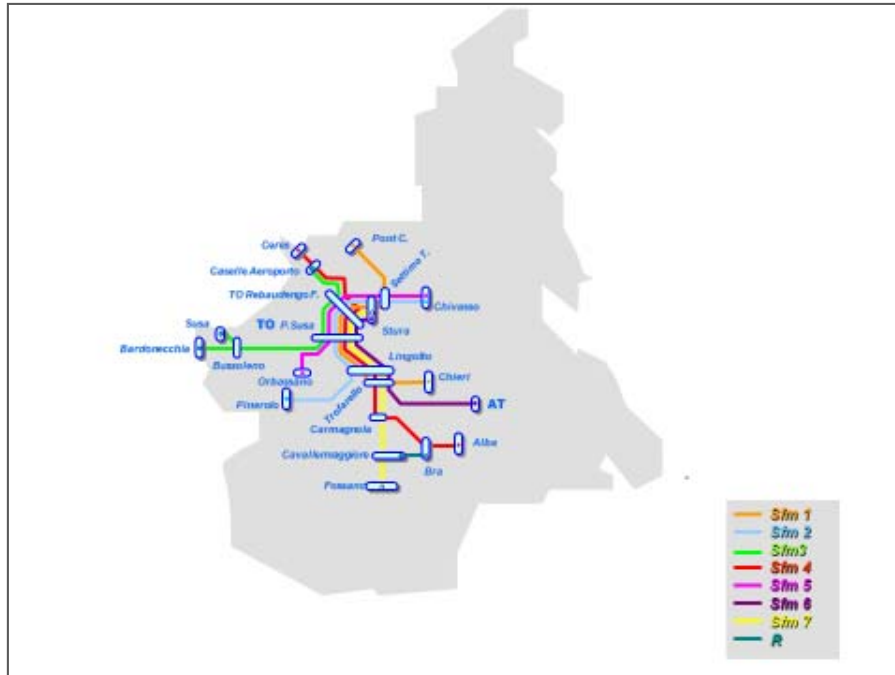 Pont C.
Ceres
Settimo T.
Caselle Aeroporto
TO Rebaudengo F.
Chivasso
Susa
TO P.Susa
Stura
Bardonecchia
Bussoleno
Lingotto
Orbassano
Chieri
Pinerolo
Trofarello
AT
Carmagnola
Alba
Cavallermaggiore
Bra
Fossano
Sfm 1
Sfm 2
Sfm3
Sfm 4
Sfm 5
Sfm 6
Sfm 7
R